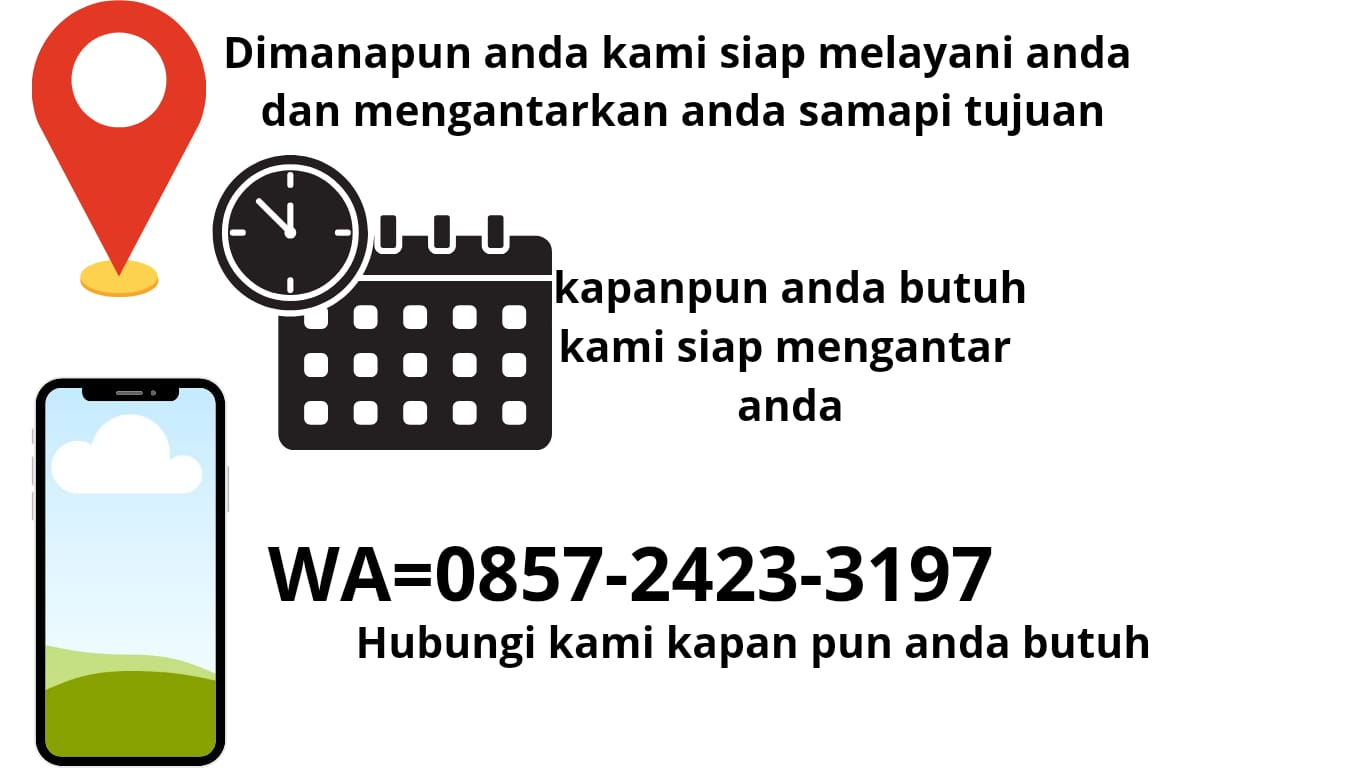 Dimanapun anda kami siap melayani anda
dan mengantarkan anda samapi tujuan
kapanpun anda butuh
kami siap mengantar
anda
WA=0857-2423-3197
Hubungi kami kapan pun anda butuh